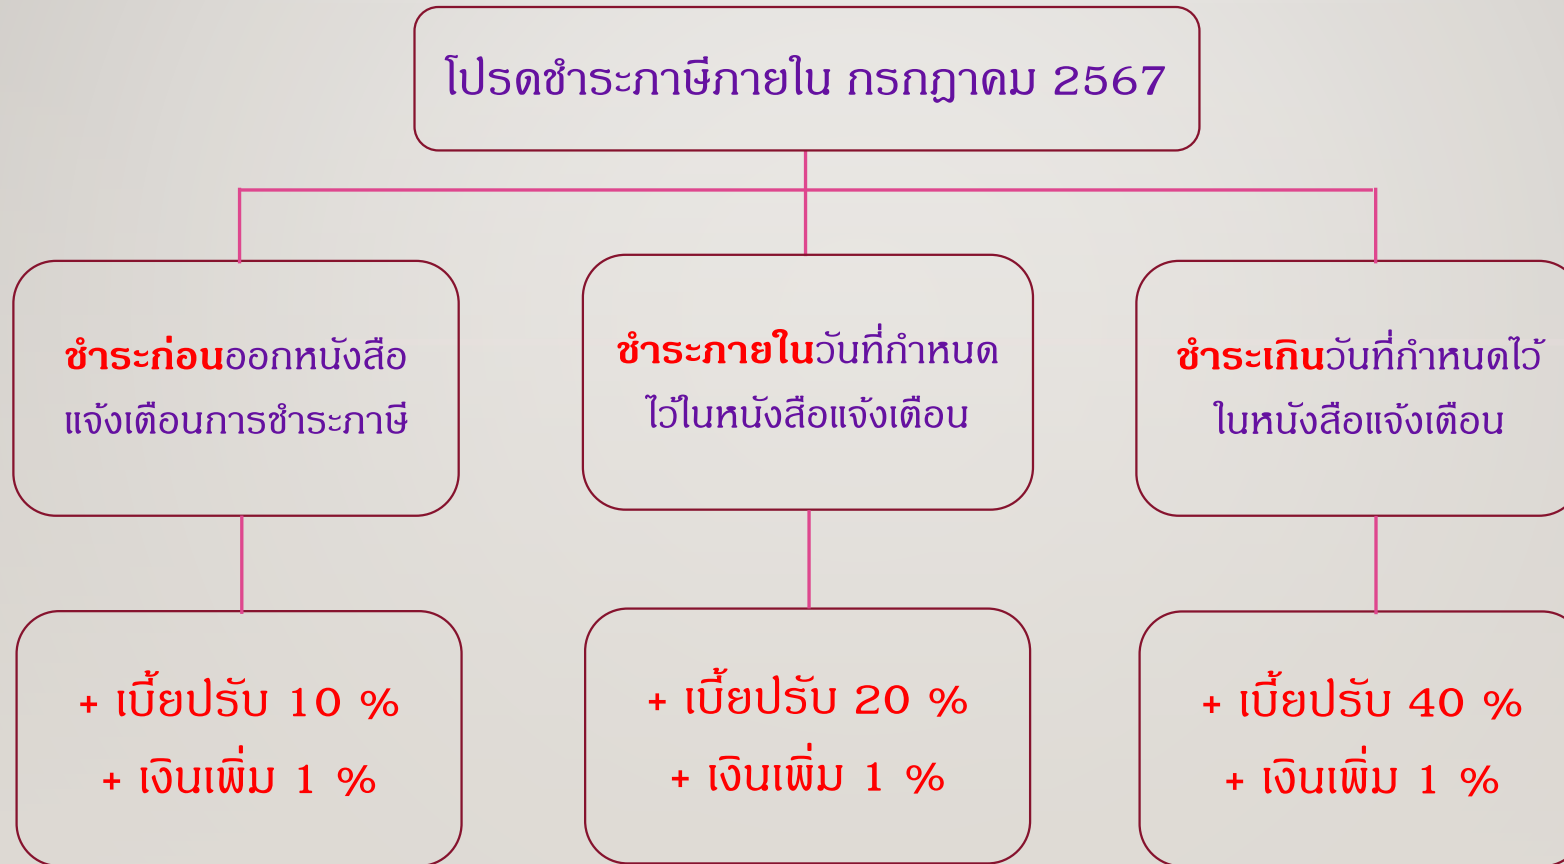 โปรดชำระภาษีภายใน กรกฎาคม 2567
ชำระก่อนออกหนังสือ
แจ้งเตือนการชำระภาษี
ชำระภายในวันที่กำหนด
ไว้ในหนังสือแจ้งเตือน
ชำระเกินวันที่กำหนดไว้
ในหนังสือแจ้งเตือน
+ เบี้ยปรับ 10 %
+ เงินเพิ่ม 1 %
+ เบี้ยปรับ 20 %
+ เงินเพิ่ม 1 %
+ เบี้ยปรับ 40 %
+ เงินเพิ่ม 1 %